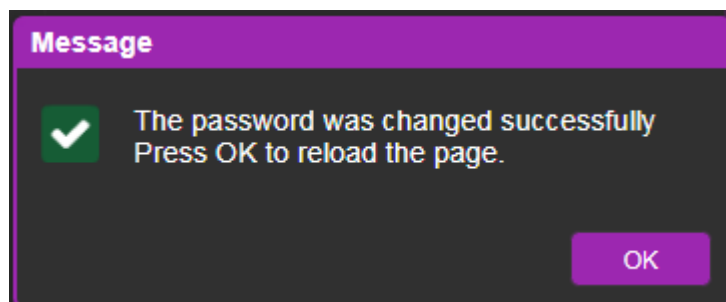 Message
The password was changed successfully
Press OK to reload the page.
OK